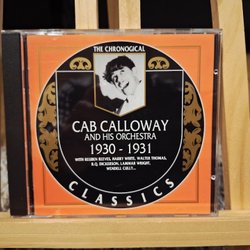 THE CHRONOGICAL
CAB CALLOWAY
AND HIS ORCHESTRA
1930 - 1931
WITH REUBEN REEVES, HARRY WHITE, WALTER THOMAS,
R.Q. DICKERSON, LAMMAR WRIGHT,
WENDELL CULLY...
CLASSICS